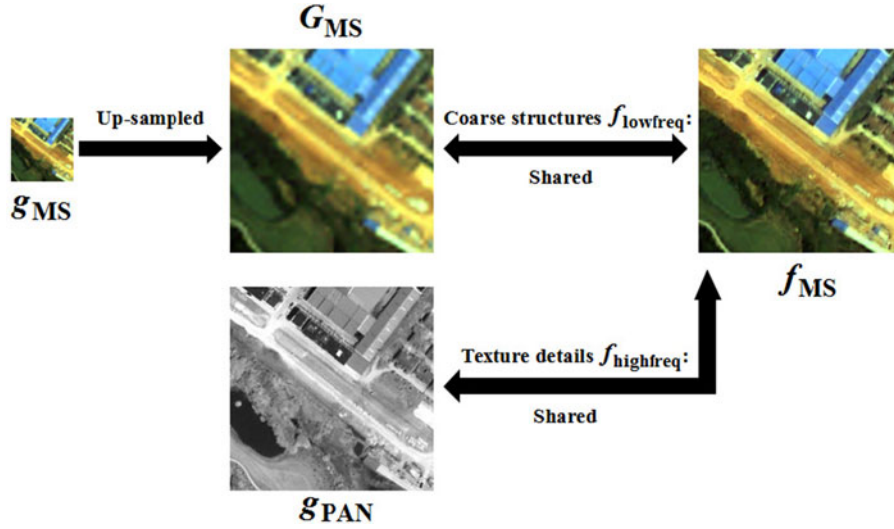 G_MS
Up-sampled
g_MS
Coarse structures f_lowfreq:
Shared
f_MS
Texture details f_highfreq:
Shared
g_PAN